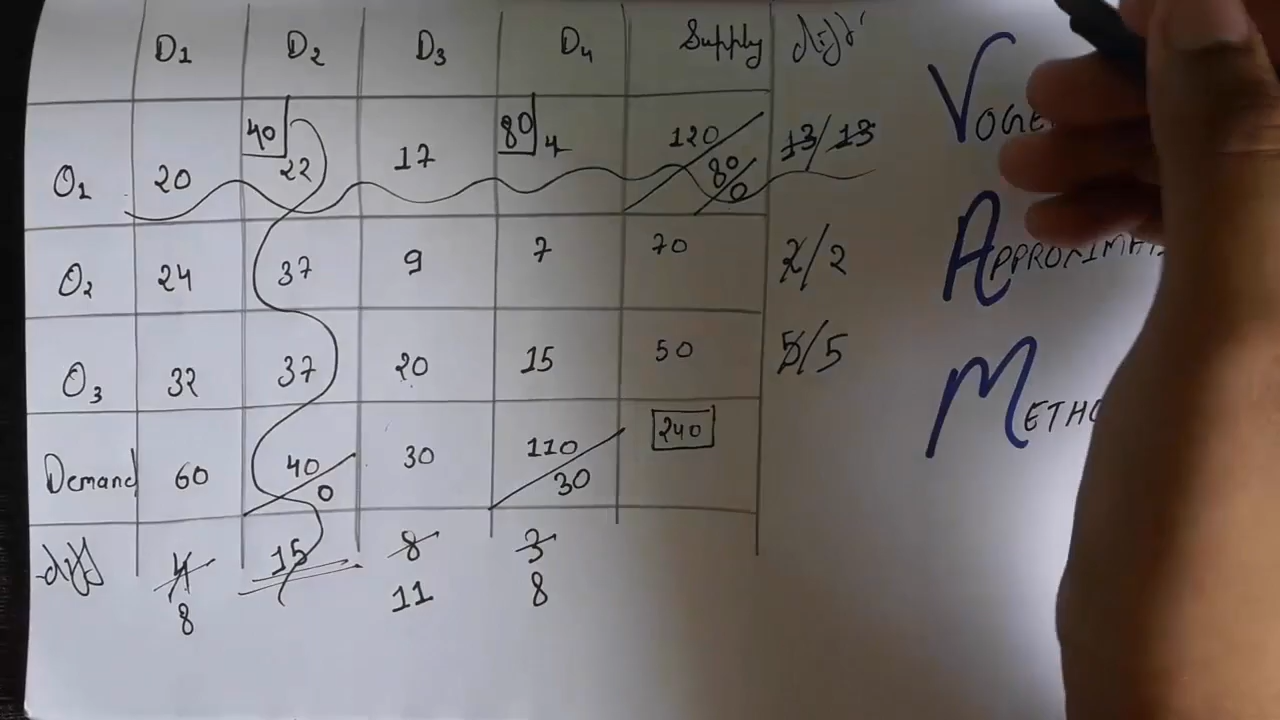 D1 D2 D3 D4 Supply diff
O1 20 40 22 17 80 4 120 80 0 13/13
O2 24 37 9 7 70 2/2
O3 32 37 20 15 50 5/5
Demand 60 40 0 30 110 30 240
diff 4 15 8 3
8 11 8
VOGE
APPROXIMA
METHO